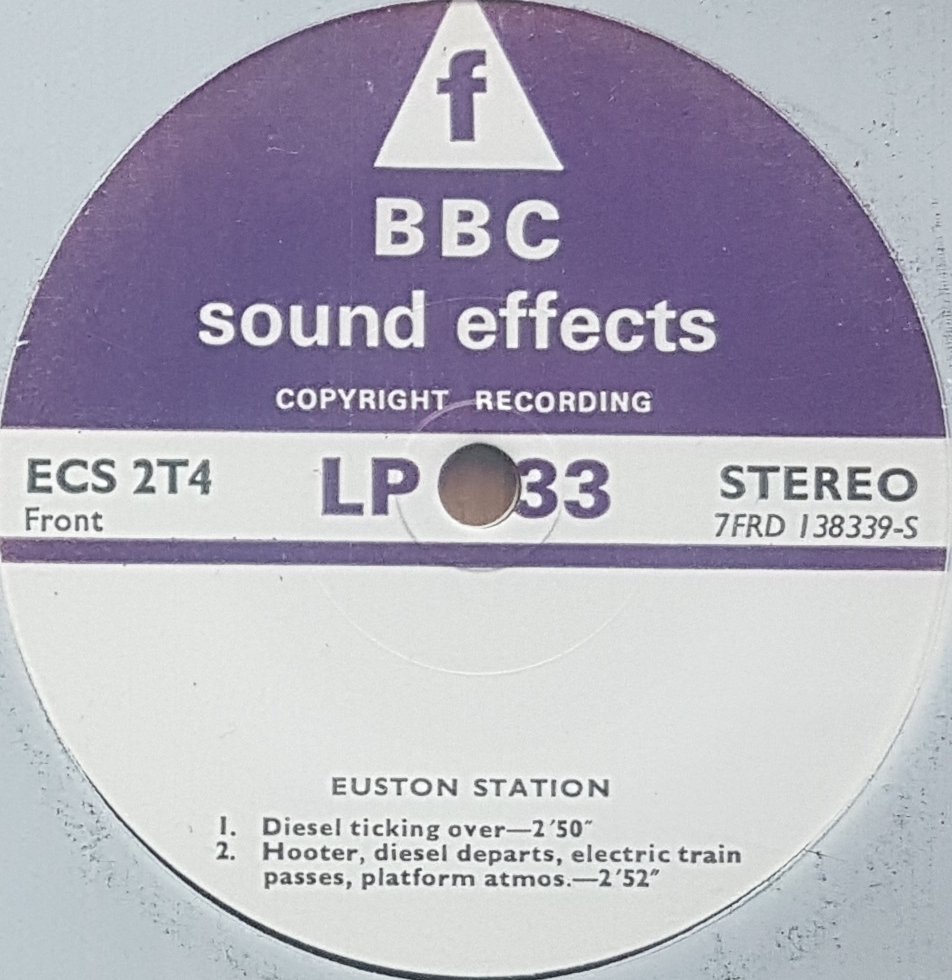 f
BBC
sound effects
COPYRIGHT RECORDING
ECS 2T4
Front
LP 33
STEREO
7FRD 138339-S
EUSTON STATION
1. Diesel ticking over—2′50″
2. Hooter, diesel departs, electric train
passes, platform atmos.—2′52″